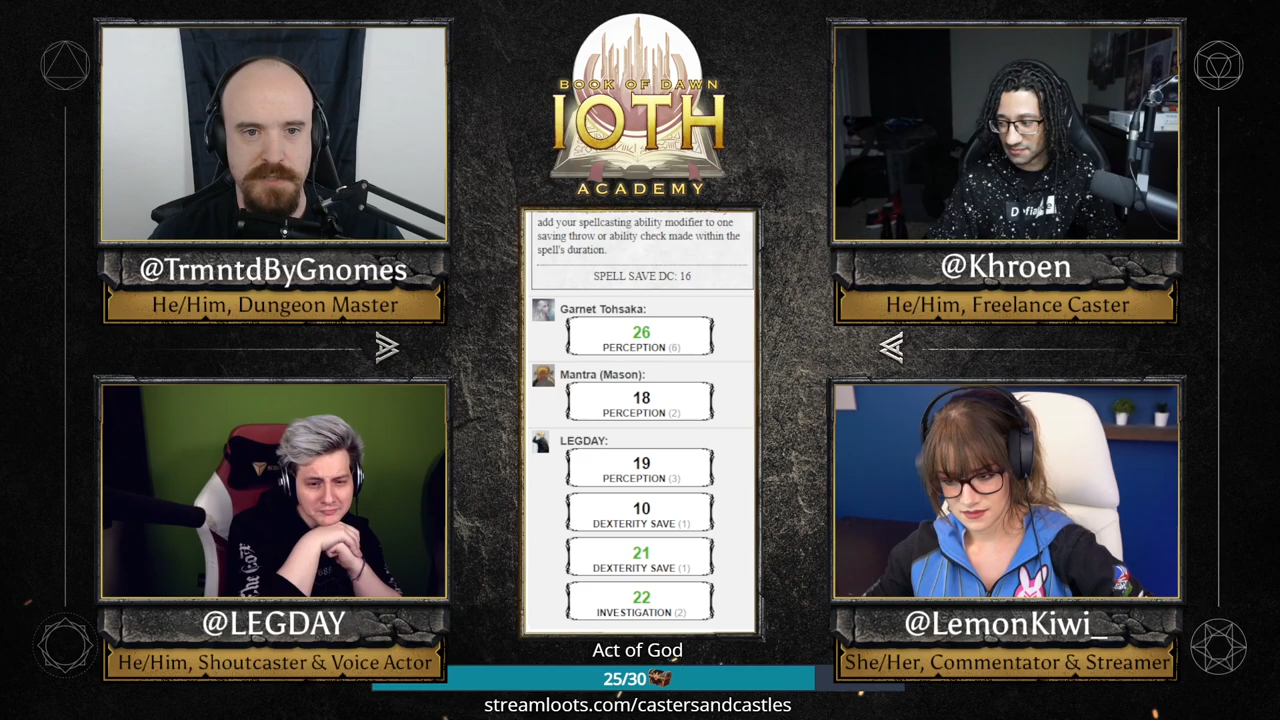 BOOK OF DAWN
IOTH
ACADEMY
@TrmntdByGnomes
He/Him, Dungeon Master
@Khroen
He/Him, Freelance Caster
add your spellcasting ability modifier to one
saving throw or ability check made within the
spell's duration.
SPELL SAVE DC: 16
Garnet Tohsaka:
26
PERCEPTION (6)
Mantra (Mason):
18
PERCEPTION (2)
LEGDAY:
19
PERCEPTION (3)
10
DEXTERITY SAVE (1)
21
DEXTERITY SAVE (1)
22
INVESTIGATION (2)
@LEGDAY
He/Him, Shoutcaster & Voice Actor
@LemonKiwi_
She/Her, Commentator & Streamer
Act of God
25/30
streamloots.com/castersandcastles